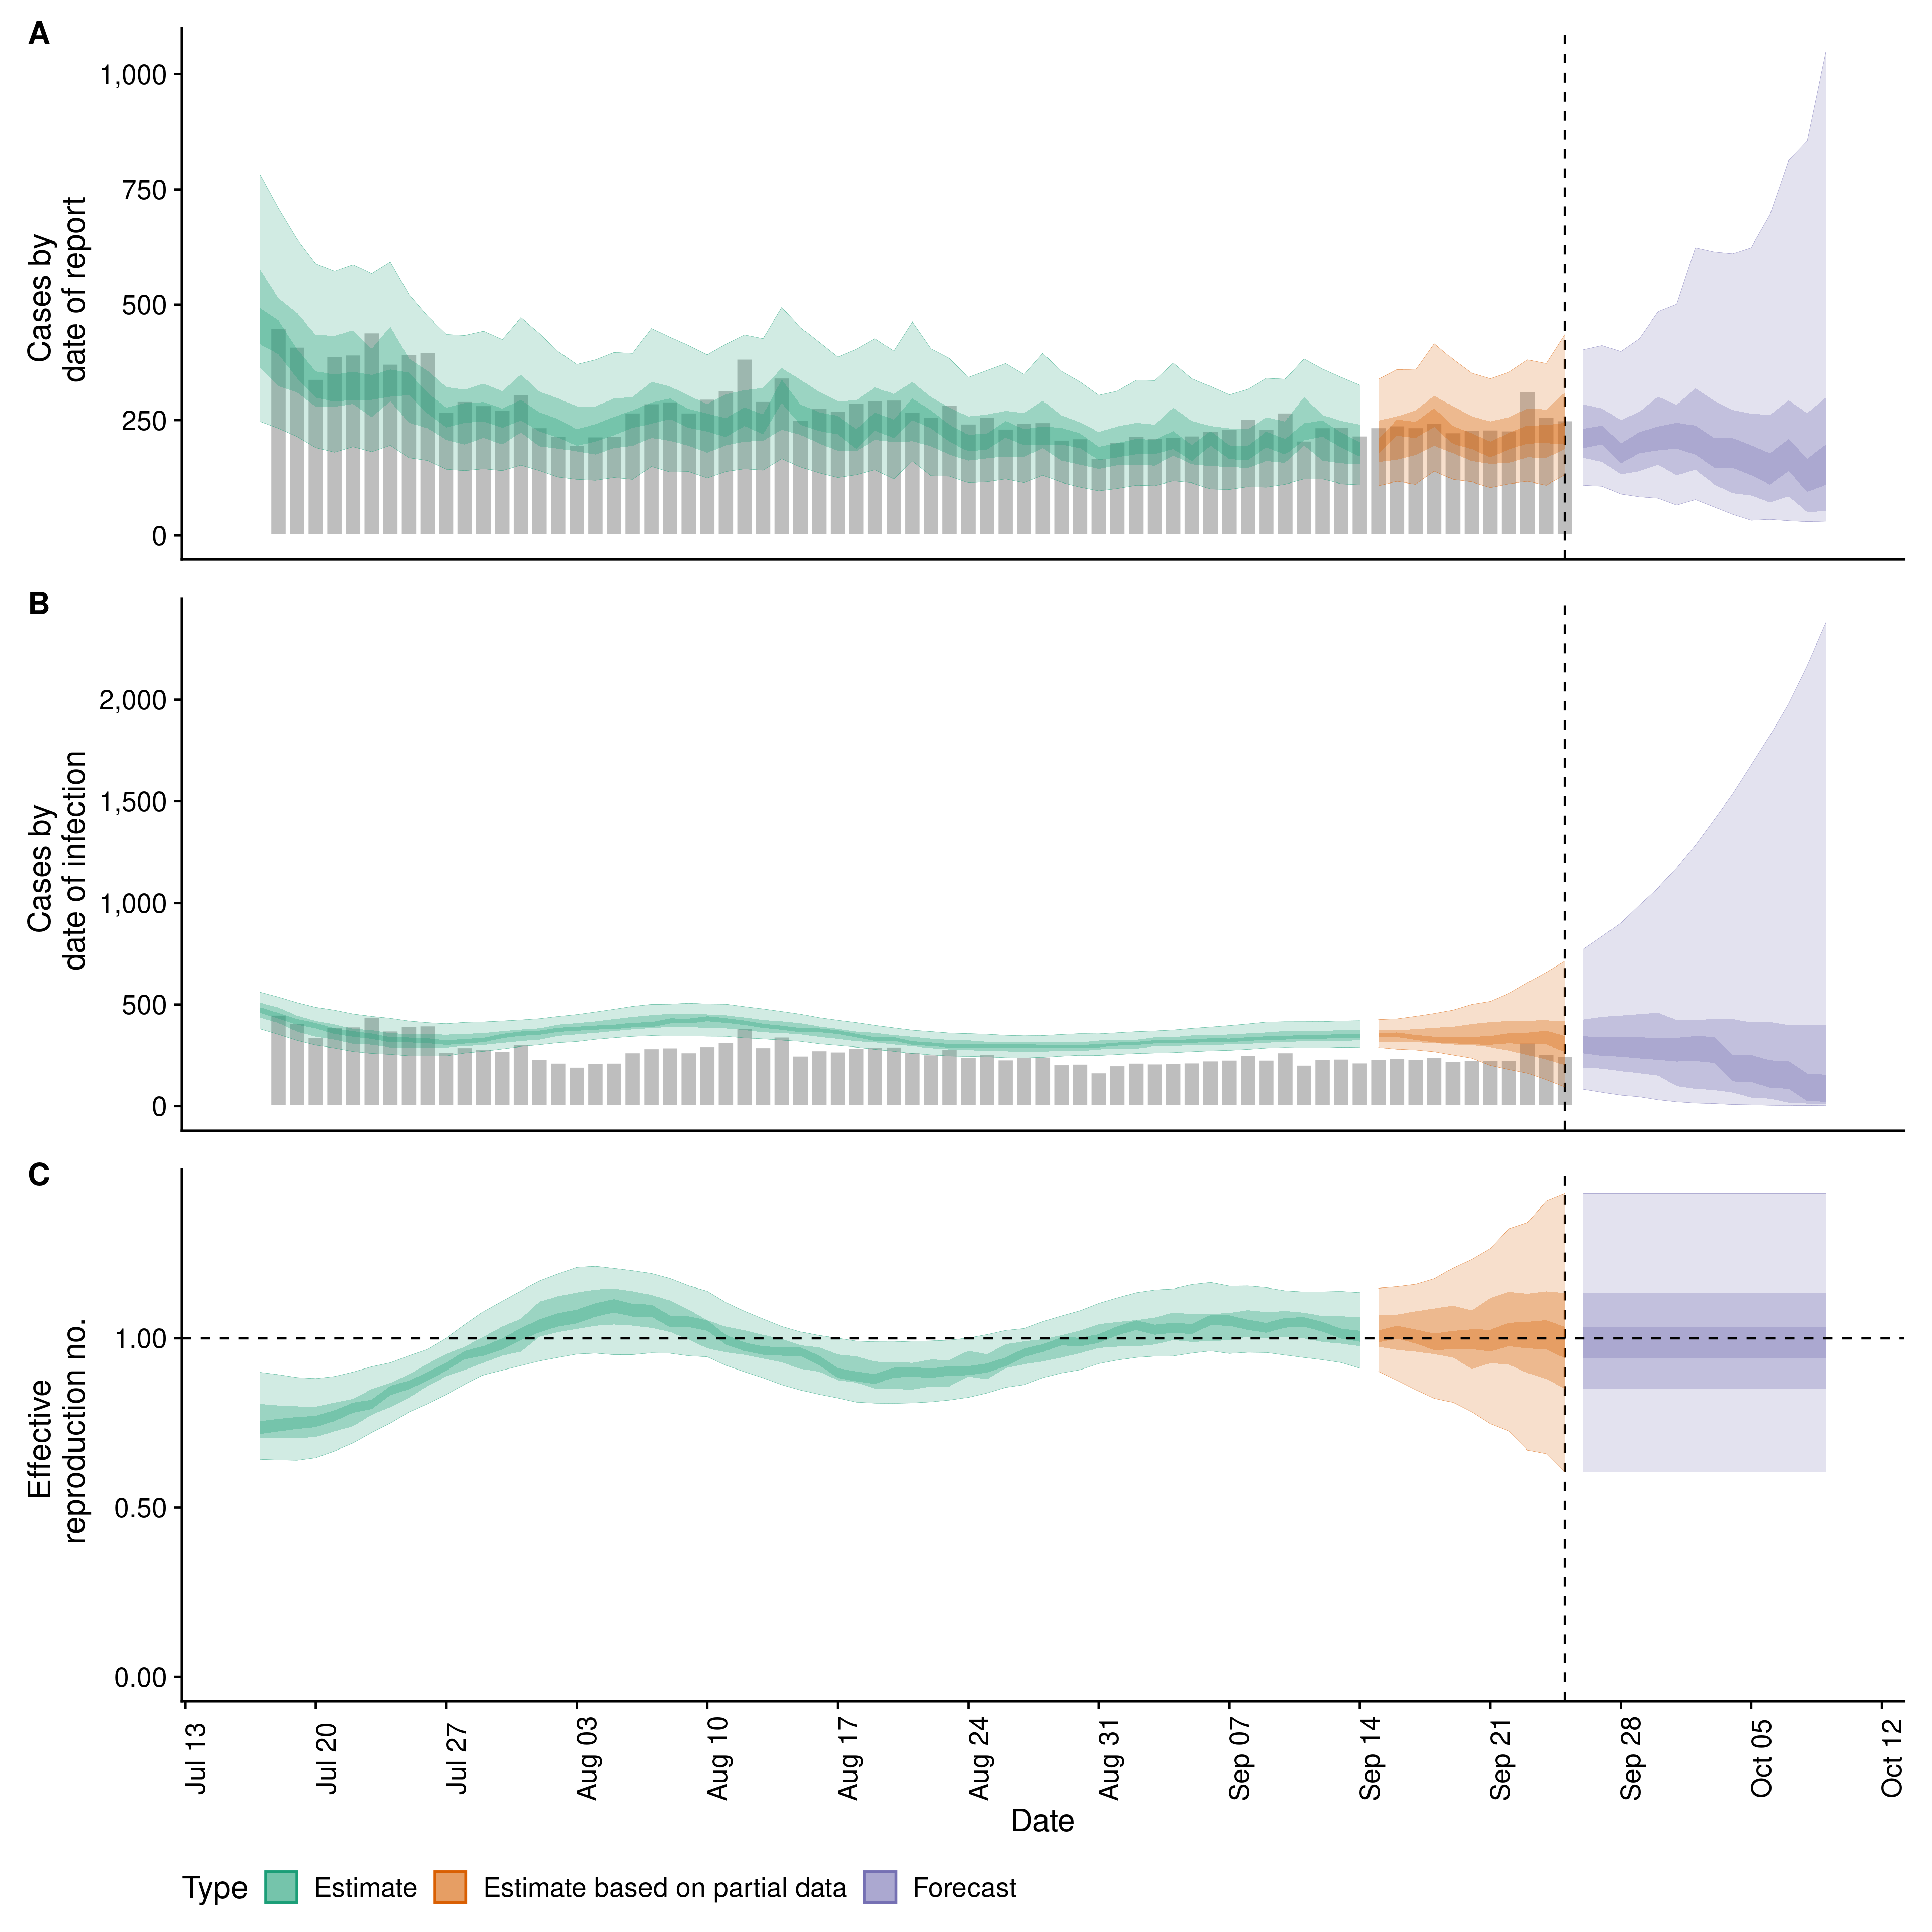 A
1,000
750
500
250
0
Cases by
date of report
B
2,000
1,500
1,000
500
0
Cases by
date of infection
C
1.00
0.50
0.00
Effective
reproduction no.
Jul 13
Jul 20
Jul 27
Aug 03
Aug 10
Aug 17
Aug 24
Aug 31
Sep 07
Sep 14
Sep 21
Sep 28
Oct 05
Oct 12
Date
Type Estimate Estimate based on partial data Forecast